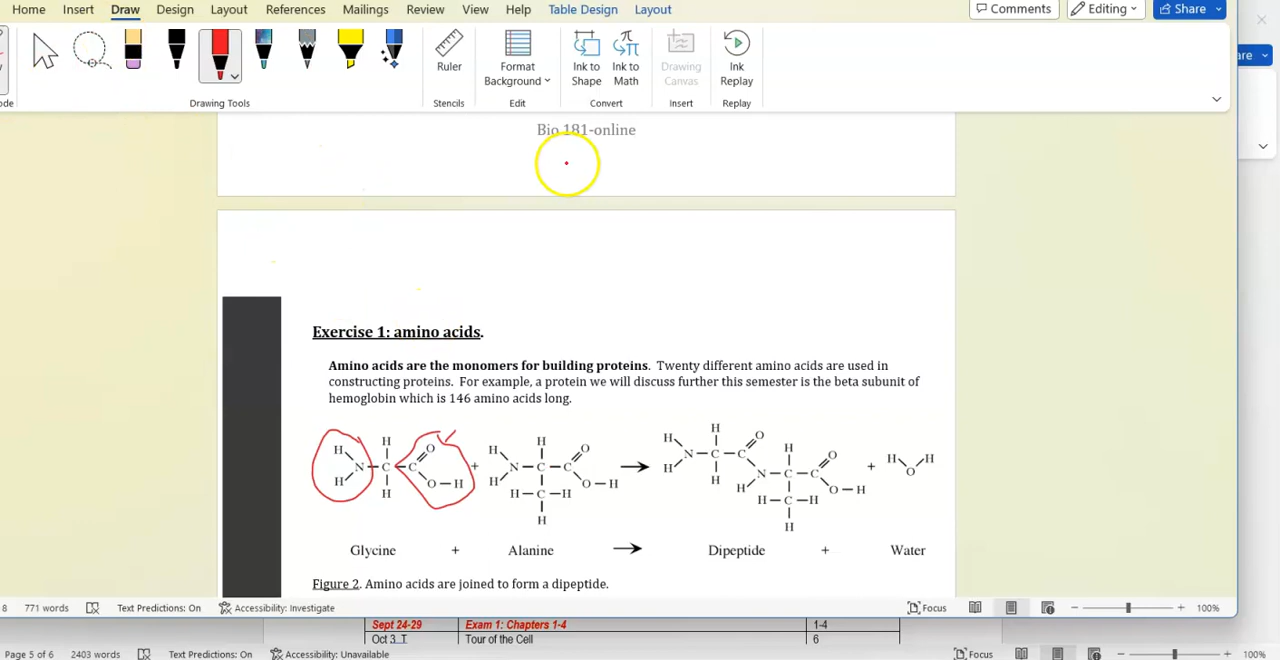 Home Insert Draw Design Layout References Mailings Review View Help Table Design Layout Comments Editing Share
Ruler
Format Background
Ink to Shape
Ink to Math
Drawing Canvas
Ink Replay
Drawing Tools Stencils Edit Convert Insert Replay
Bio 181-online
Exercise 1: amino acids.
Amino acids are the monomers for building proteins. Twenty different amino acids are used in
constructing proteins. For example, a protein we will discuss further this semester is the beta subunit of
hemoglobin which is 146 amino acids long.
H H N C H H C O O H + H H N C H C O O H H C H H → H H N C H H C O N H C H C O O H H C H H + H O H
Glycine + Alanine → Dipeptide + Water
Figure 2. Amino acids are joined to form a dipeptide.
8 771 words Text Predictions: On Accessibility: Investigate Focus 100%
Sept 24-29 Exam 1: Chapters 1-4 1-4
Oct 3 T Tour of the Cell 6
Page 5 of 6 2403 words Text Predictions: On Accessibility: Unavailable Focus 100%